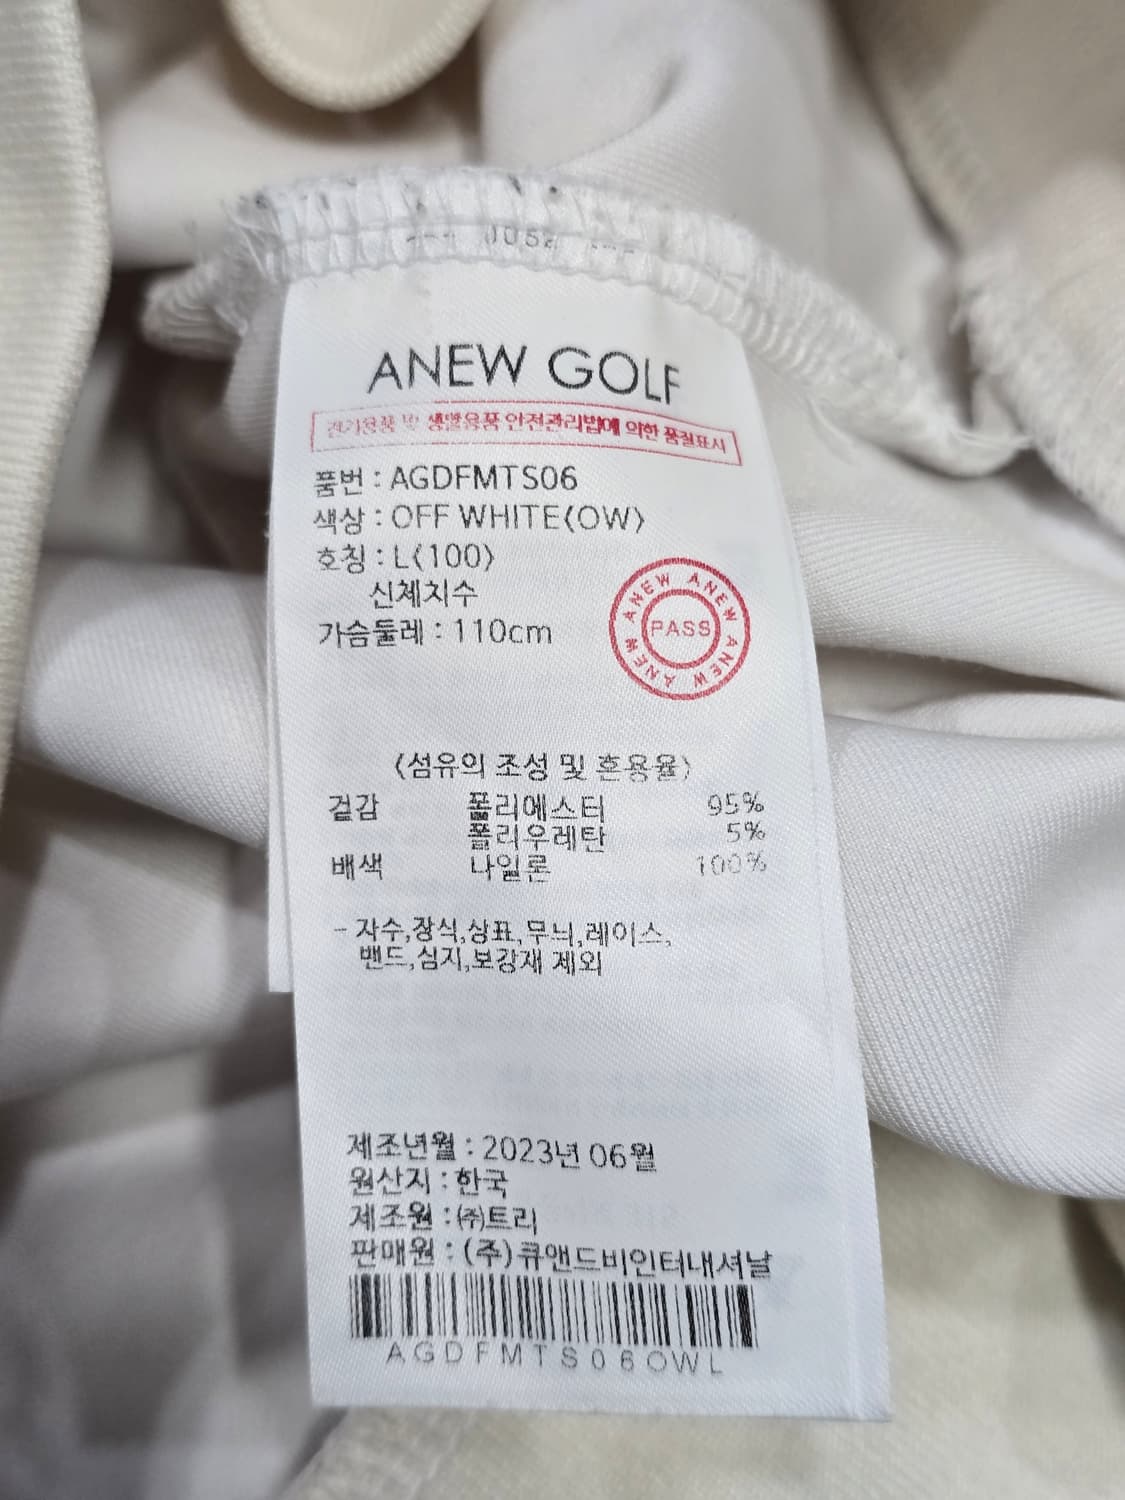 1052
ANEW GOLF
전기용품 및 생활용품 안전관리법에 의한 품질표시
품번 : AGDFMTS06
색상 : OFF WHITE(OW)
호칭 : L(100)
신체치수
가슴둘레 : 110cm
ANEW ANEW ANEW ANEW
PASS
(섬유의 조성 및 혼용율)
겉감 폴리에스터 95%
폴리우레탄 5%
배색 나일론 100%
- 자수,장식,상표,무늬,레이스,
밴드,심지,보강재 제외
제조년월 : 2023년 06월
원산지 : 한국
제조원 : ㈜트리
판매원 : (주)큐앤드비인터내셔날
AGDFMTS06OWL